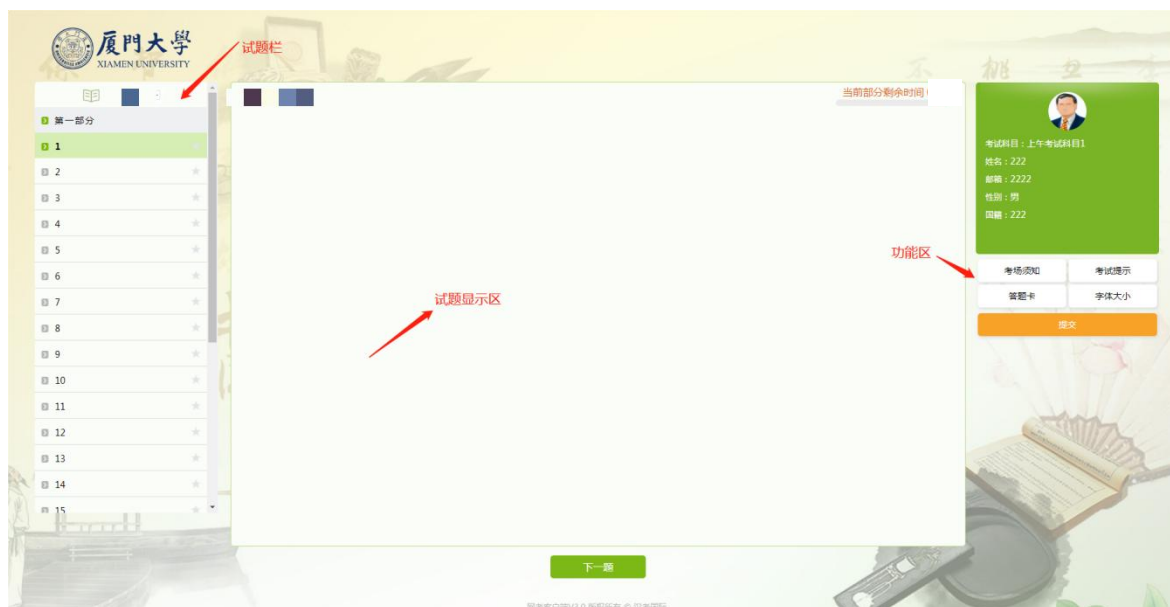 厦門大學
XIAMEN UNIVERSITY
试题栏
第一部分
1
2
3
4
5
6
7
8
9
10
11
12
13
14
15
当前部分剩余时间
试题显示区
下一题
考试科目：上午考试科目1
姓名：222
邮箱：2222
性别：男
国籍：222
功能区
考场须知 考试提示
答题卡 字体大小
提交